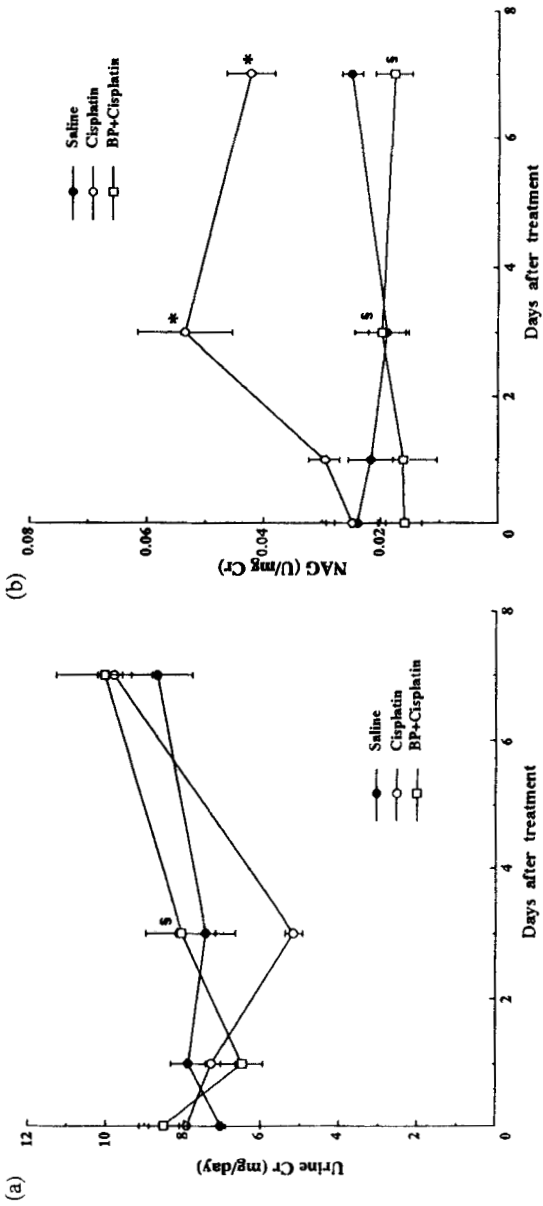 (a)
12
10
8
6
4
2
0
Urine Cr (mg/day)
0
2
4
6
8
Days after treatment
Saline
Cisplatin
BP+Cisplatin
§
(b)
0.08
0.06
0.04
0.02
0
NAG (U/mg Cr)
2
4
6
8
Days after treatment
Saline
Cisplatin
BP+Cisplatin
*
*
§
§